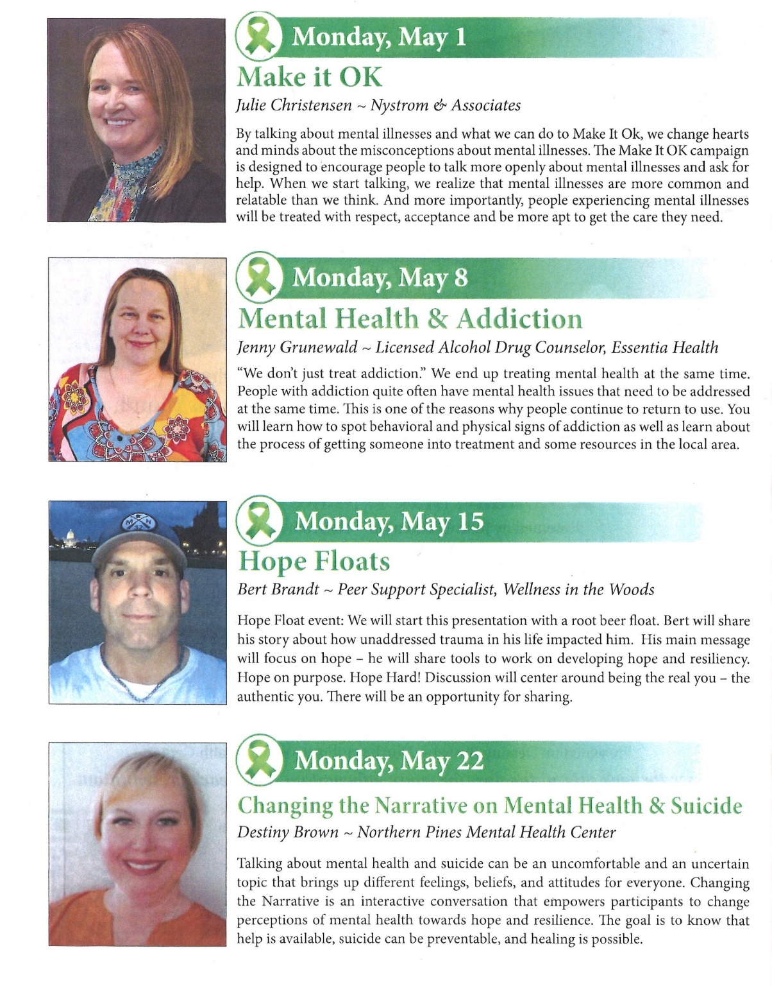 Monday, May 1
Make it OK
Julie Christensen ~ Nystrom & Associates
By talking about mental illnesses and what we can do to Make It Ok, we change hearts
and minds about the misconceptions about mental illnesses. The Make It OK campaign
is designed to encourage people to talk more openly about mental illnesses and ask for
help. When we start talking, we realize that mental illnesses are more common and
relatable than we think. And more importantly, people experiencing mental illnesses
will be treated with respect, acceptance and be more apt to get the care they need.
Monday, May 8
Mental Health & Addiction
Jenny Grunewald ~ Licensed Alcohol Drug Counselor, Essentia Health
“We don’t just treat addiction.” We end up treating mental health at the same time.
People with addiction quite often have mental health issues that need to be addressed
at the same time. This is one of the reasons why people continue to return to use. You
will learn how to spot behavioral and physical signs of addiction as well as learn about
the process of getting someone into treatment and some resources in the local area.
M N
Monday, May 15
Hope Floats
Bert Brandt ~ Peer Support Specialist, Wellness in the Woods
Hope Float event: We will start this presentation with a root beer float. Bert will share
his story about how unaddressed trauma in his life impacted him. His main message
will focus on hope – he will share tools to work on developing hope and resiliency.
Hope on purpose. Hope Hard! Discussion will center around being the real you – the
authentic you. There will be an opportunity for sharing.
Monday, May 22
Changing the Narrative on Mental Health & Suicide
Destiny Brown ~ Northern Pines Mental Health Center
Talking about mental health and suicide can be an uncomfortable and an uncertain
topic that brings up different feelings, beliefs, and attitudes for everyone. Changing
the Narrative is an interactive conversation that empowers participants to change
perceptions of mental health towards hope and resilience. The goal is to know that
help is available, suicide can be preventable, and healing is possible.